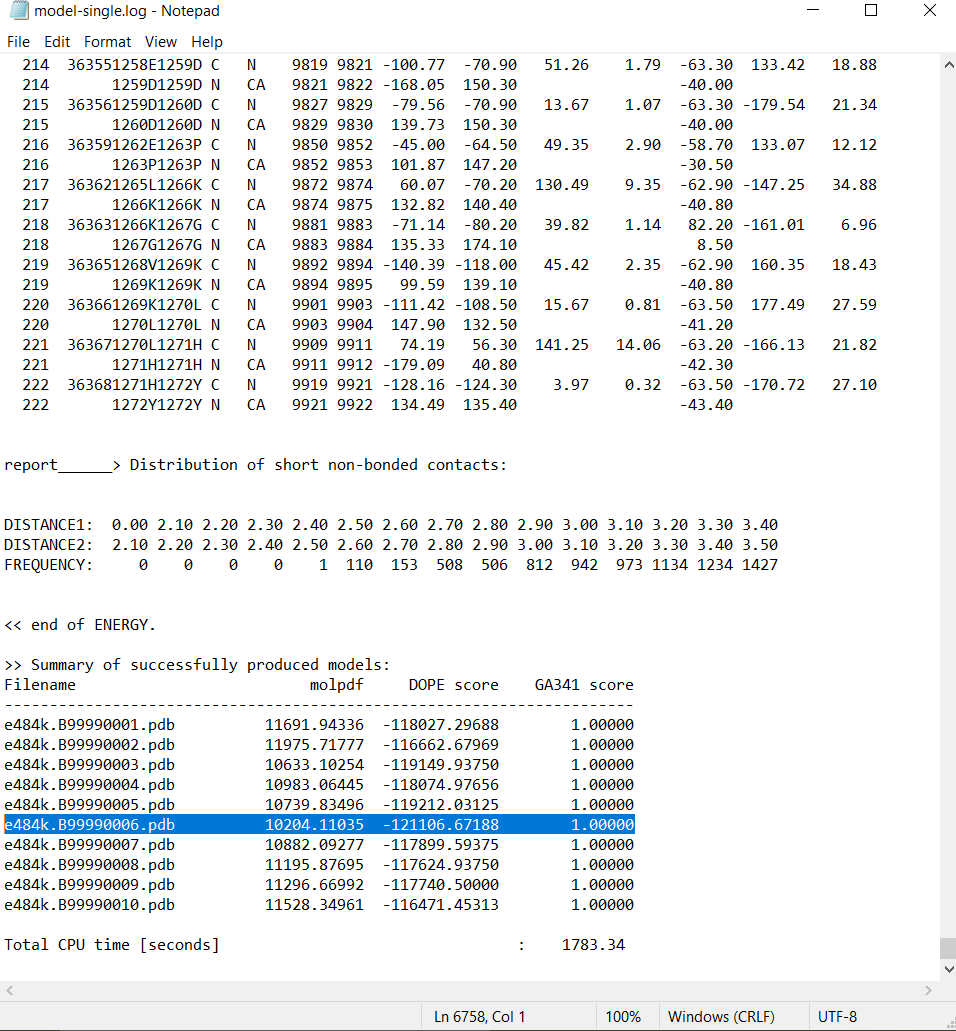 model-single.log - Notepad
File Edit Format View Help
214 363551258E1259D C N 9819 9821 -100.77 -70.90 51.26 1.79 -63.30 133.42 18.88
214 1259D1259D N CA 9821 9822 -168.05 150.30 -40.00
215 363561259D1260D C N 9827 9829 -79.56 -70.90 13.67 1.07 -63.30 -179.54 21.34
215 1260D1260D N CA 9829 9830 139.73 150.30 -40.00
216 363591262E1263P C N 9850 9852 -45.00 -64.50 49.35 2.90 -58.70 133.07 12.12
216 1263P1263P N CA 9852 9853 101.87 147.20 -30.50
217 363621265L1266K C N 9872 9874 60.07 -70.20 130.49 9.35 -62.90 -147.25 34.88
217 1266K1266K N CA 9874 9875 132.82 140.40 -40.80
218 363631266K1267G C N 9881 9883 -71.14 -80.20 39.82 1.14 82.20 -161.01 6.96
218 1267G1267G N CA 9883 9884 135.33 174.10 8.50
219 363651268V1269K C N 9892 9894 -140.39 -118.00 45.42 2.35 -62.90 160.35 18.43
219 1269K1269K N CA 9894 9895 99.59 139.10 -40.80
220 363661269K1270L C N 9901 9903 -111.42 -108.50 15.67 0.81 -63.50 177.49 27.59
220 1270L1270L N CA 9903 9904 147.90 132.50 -41.20
221 363671270L1271H C N 9909 9911 74.19 56.30 141.25 14.06 -63.20 -166.13 21.82
221 1271H1271H N CA 9911 9912 -179.09 40.80 -42.30
222 363681271H1272Y C N 9919 9921 -128.16 -124.30 3.97 0.32 -63.50 -170.72 27.10
222 1272Y1272Y N CA 9921 9922 134.49 135.40 -43.40
report______> Distribution of short non-bonded contacts:
DISTANCE1: 0.00 2.10 2.20 2.30 2.40 2.50 2.60 2.70 2.80 2.90 3.00 3.10 3.20 3.30 3.40
DISTANCE2: 2.10 2.20 2.30 2.40 2.50 2.60 2.70 2.80 2.90 3.00 3.10 3.20 3.30 3.40 3.50
FREQUENCY: 0 0 0 0 1 110 153 508 506 812 942 973 1134 1234 1427
<< end of ENERGY.
>> Summary of successfully produced models:
Filename molpdf DOPE score GA341 score
----------------------------------------------------------------------
e484k.B99990001.pdb 11691.94336 -118027.29688 1.00000
e484k.B99990002.pdb 11975.71777 -116662.67969 1.00000
e484k.B99990003.pdb 10633.10254 -119149.93750 1.00000
e484k.B99990004.pdb 10983.06445 -118074.97656 1.00000
e484k.B99990005.pdb 10739.83496 -119212.03125 1.00000
e484k.B99990006.pdb 10204.11035 -121106.67188 1.00000
e484k.B99990007.pdb 10882.09277 -117899.59375 1.00000
e484k.B99990008.pdb 11195.87695 -117624.93750 1.00000
e484k.B99990009.pdb 11296.66992 -117740.50000 1.00000
e484k.B99990010.pdb 11528.34961 -116471.45313 1.00000
Total CPU time [seconds] : 1783.34
Ln 6758, Col 1 100% Windows (CRLF) UTF-8